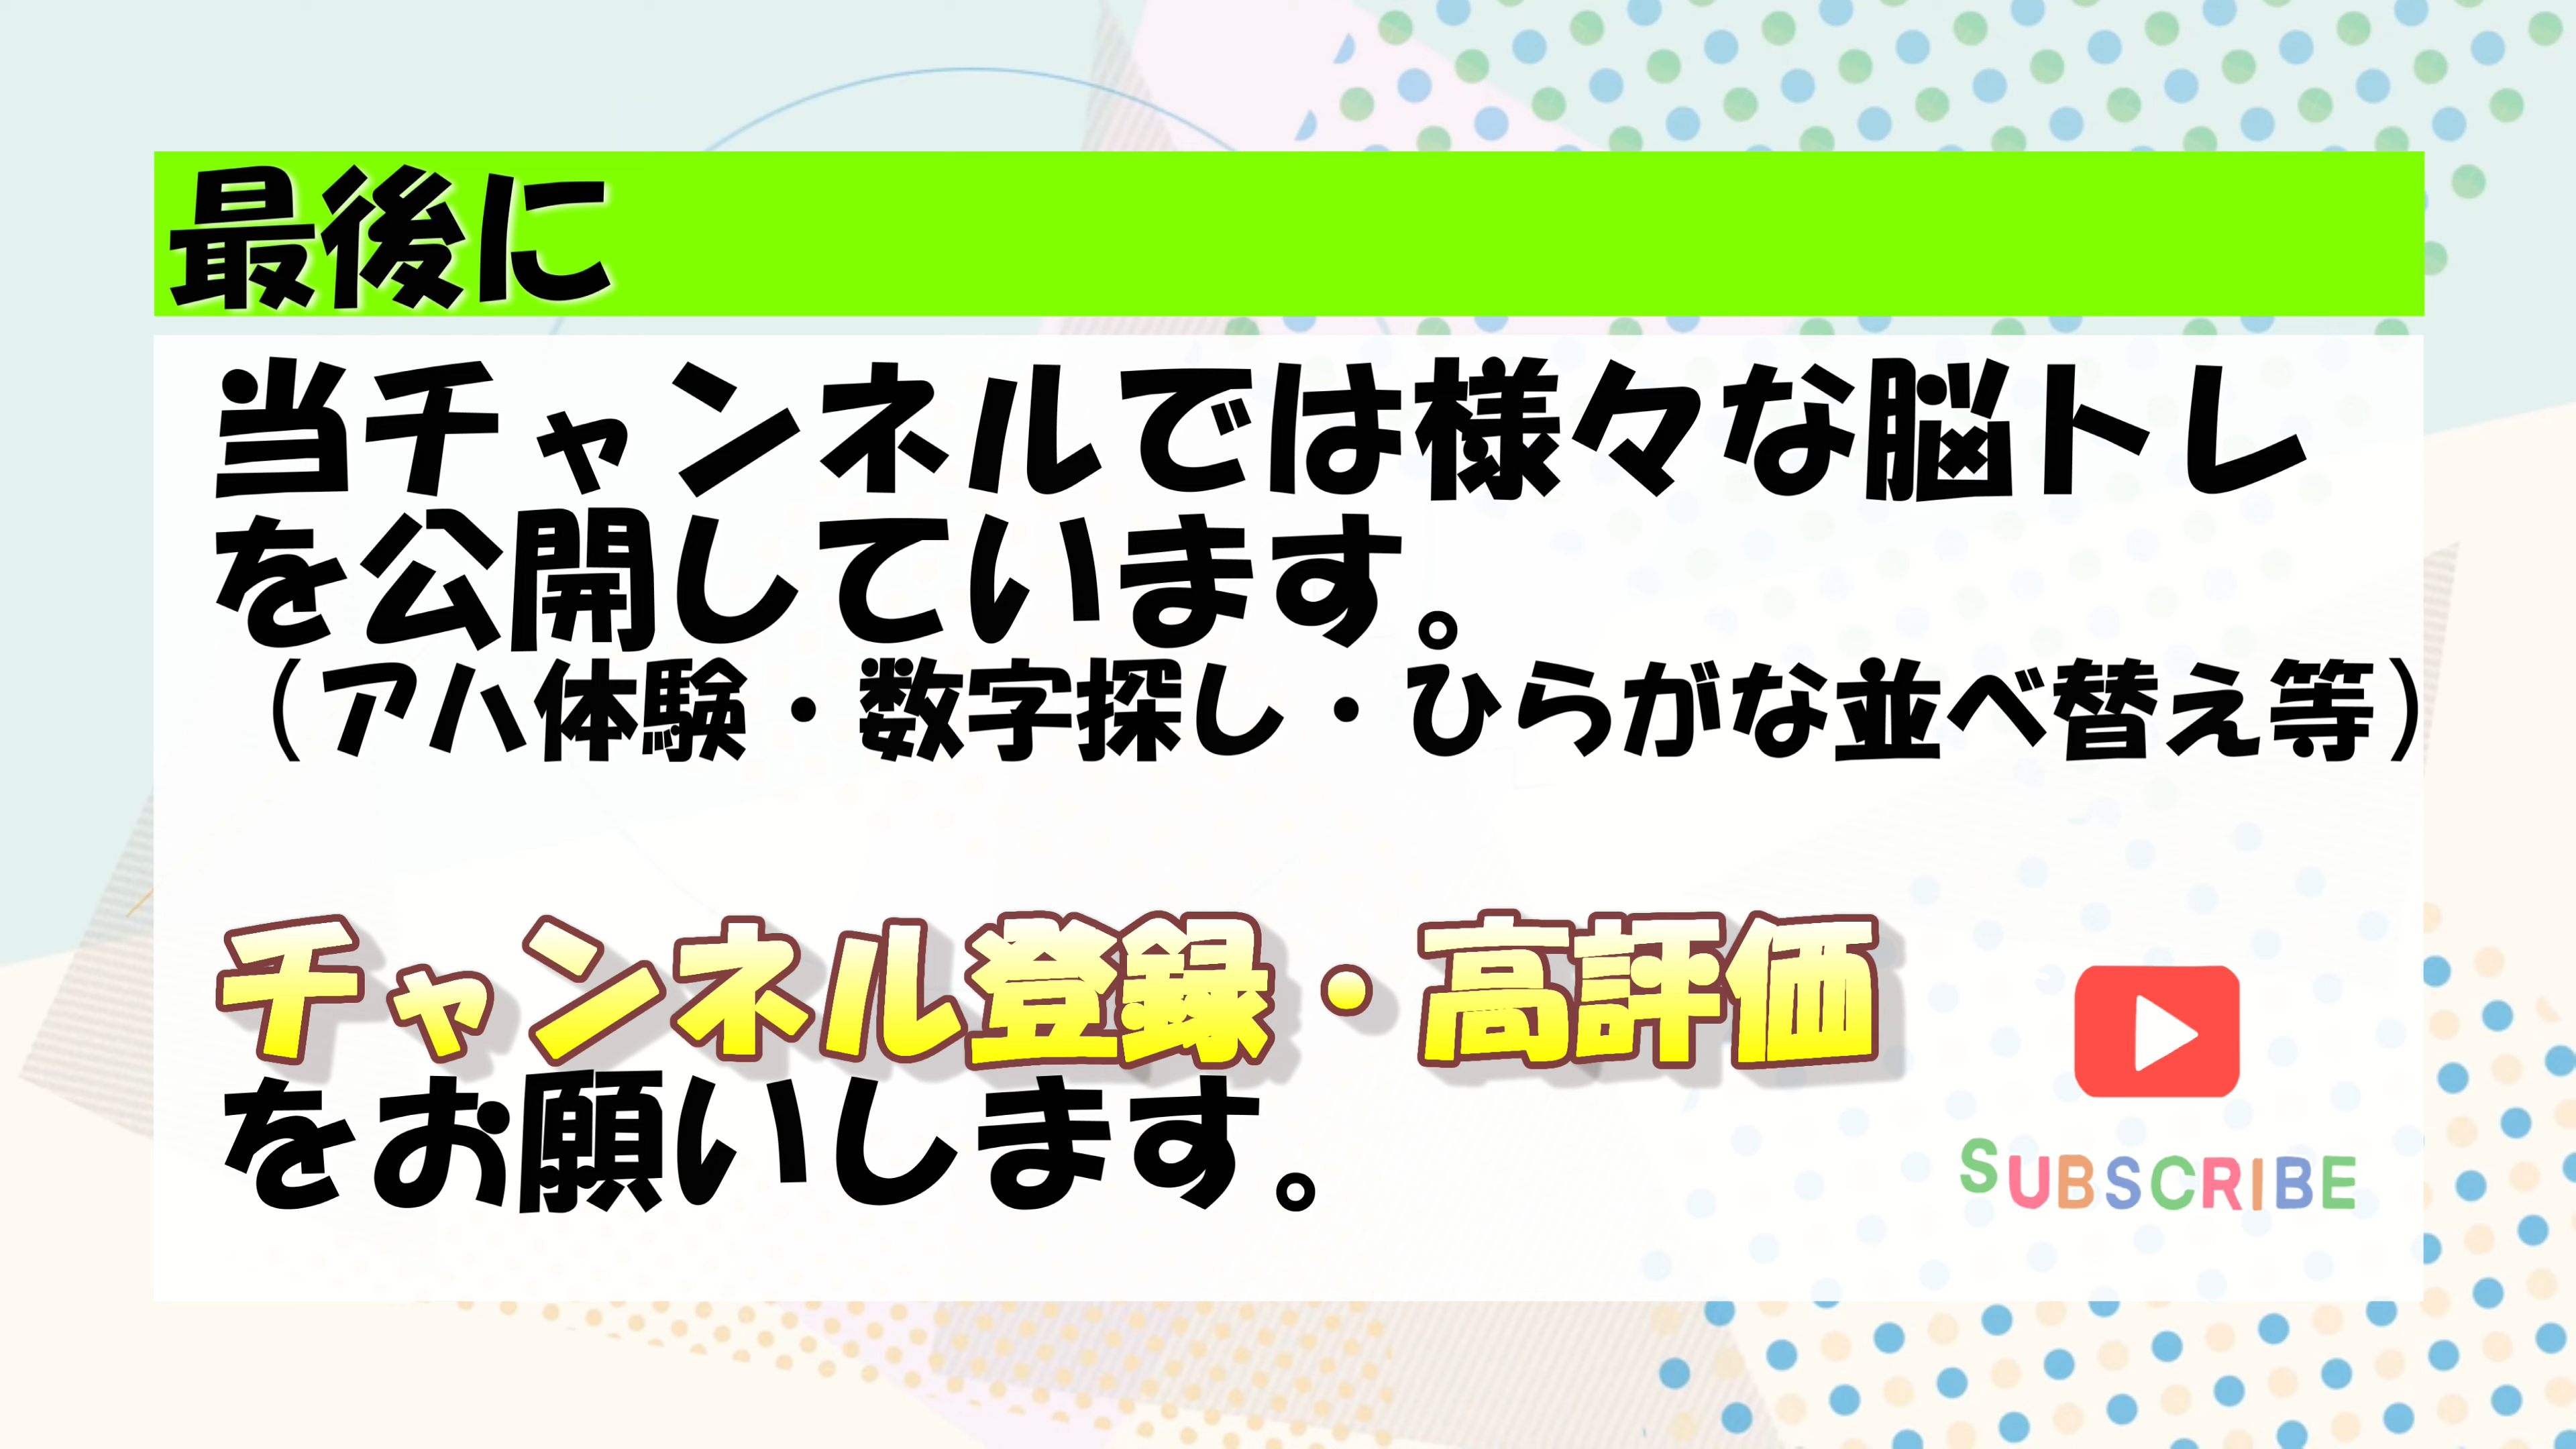 最後に
当チャンネルでは様々な脳トレ
を公開しています。
（アハ体験・数字探し・ひらがな並べ替え等）
チャンネル登録・高評価
をお願いします。
SUBSCRIBE